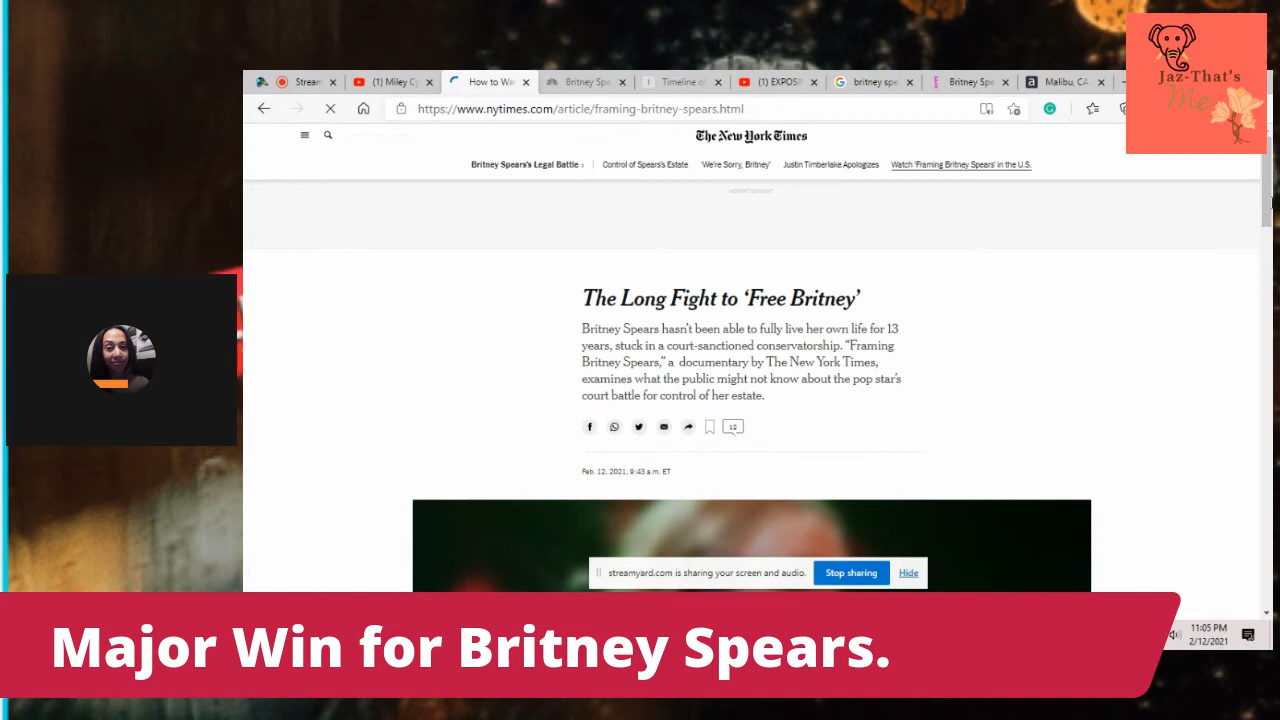 Jaz-That's
Me
Stream
(1) Miley C
How to Wa
Britney Spe
Timeline o
(1) EXPOSI
britney spe
Britney Spe
Malibu, CA
https://www.nytimes.com/article/framing-britney-spears.html
The New York Times
Britney Spears's Legal Battle › Control of Spears's Estate 'We're Sorry, Britney' Justin Timberlake Apologizes Watch 'Framing Britney Spears' in the U.S.
ADVERTISEMENT
The Long Fight to ‘Free Britney’
Britney Spears hasn't been able to fully live her own life for 13
years, stuck in a court-sanctioned conservatorship. “Framing
Britney Spears,” a documentary by The New York Times,
examines what the public might not know about the pop star's
court battle for control of her estate.
12
Feb. 12, 2021, 9:43 a.m. ET
streamyard.com is sharing your screen and audio. Stop sharing Hide
11:05 PM
2/12/2021
Major Win for Britney Spears.